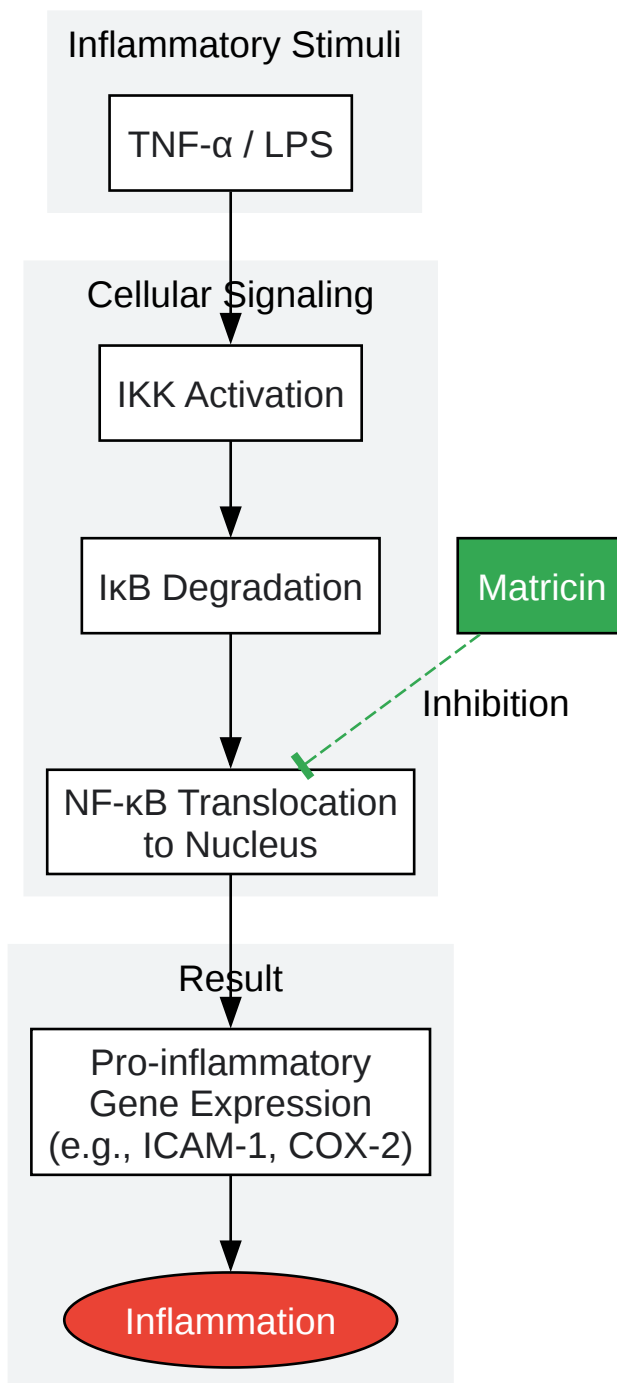 Inflammatory Stimuli
TNF-α / LPS
Cellular Signaling
IKK Activation
IκB Degradation
Matricin
Inhibition
NF-κB Translocation
to Nucleus
Result
Pro-inflammatory
Gene Expression
(e.g., ICAM-1, COX-2)
Inflammation